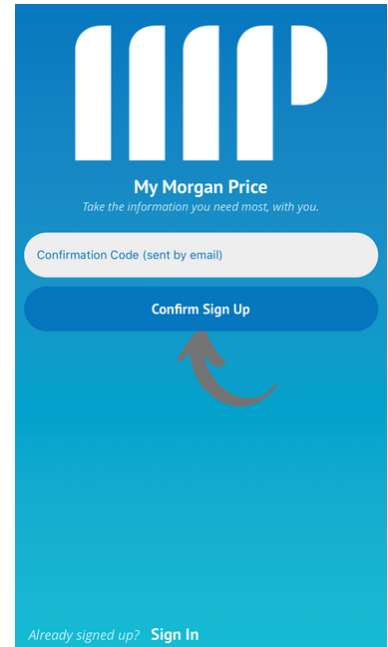 MP
My Morgan Price
Take the information you need most, with you.
Confirmation Code (sent by email)
Confirm Sign Up
Already signed up? Sign In